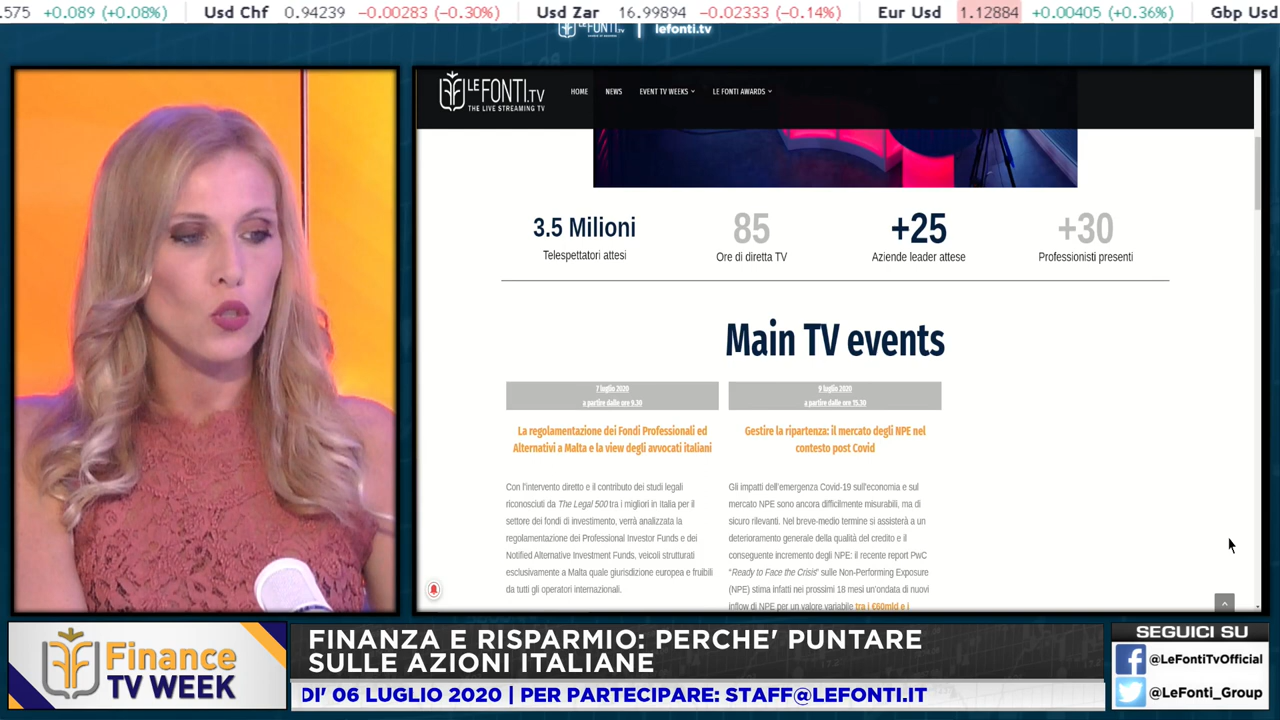 .575 +0.089 (+0.08%) Usd Chf 0.94239 −0.00283 (−0.30%) Usd Zar 16.99894 −0.02333 (−0.14%) Eur Usd 1.12884 +0.00405 (+0.36%) Gbp Usd
LE FONTI.TV | lefonti.tv
LE FONTI.TV
THE LIVE STREAMING TV
HOME NEWS EVENT TV WEEKS LE FONTI AWARDS
3.5 Milioni
Telespettatori attesi
85
Ore di diretta TV
+25
Aziende leader attese
+30
Professionisti presenti
Main TV events
7 luglio 2020
a partire dalle ore 9.30
La regolamentazione dei Fondi Professionali ed
Alternativi a Malta e la view degli avvocati italiani
Con l'intervento diretto e il contributo dei studi legali
riconosciuti da The Legal 500 tra i migliori in Italia per il
settore dei fondi di investimento, verrà analizzata la
regolamentazione dei Professional Investor Funds e dei
Notified Alternative Investment Funds, veicoli strutturati
esclusivamente a Malta quale giurisdizione europea e fruibili
da tutti gli operatori internazionali.
9 luglio 2020
a partire dalle ore 15.30
Gestire la ripartenza: il mercato degli NPE nel
contesto post Covid
Gli impatti dell'emergenza Covid-19 sull'economia e sul
mercato NPE sono ancora difficilmente misurabili, ma di
sicuro rilevanti. Nel breve-medio termine si assisterà a un
deterioramento generale della qualità del credito e il
conseguente incremento degli NPE: il recente report PwC
"Ready to Face the Crisis" sulle Non-Performing Exposure
(NPE) stima infatti nei prossimi 18 mesi un'ondata di nuovi
inflow di NPE per un valore variabile tra i €60mld e i
Finance
TV WEEK
FINANZA E RISPARMIO: PERCHE' PUNTARE
SULLE AZIONI ITALIANE
DI' 06 LUGLIO 2020 | PER PARTECIPARE: STAFF@LEFONTI.IT
SEGUICI SU
@LeFontiTvOfficial
@LeFonti_Group